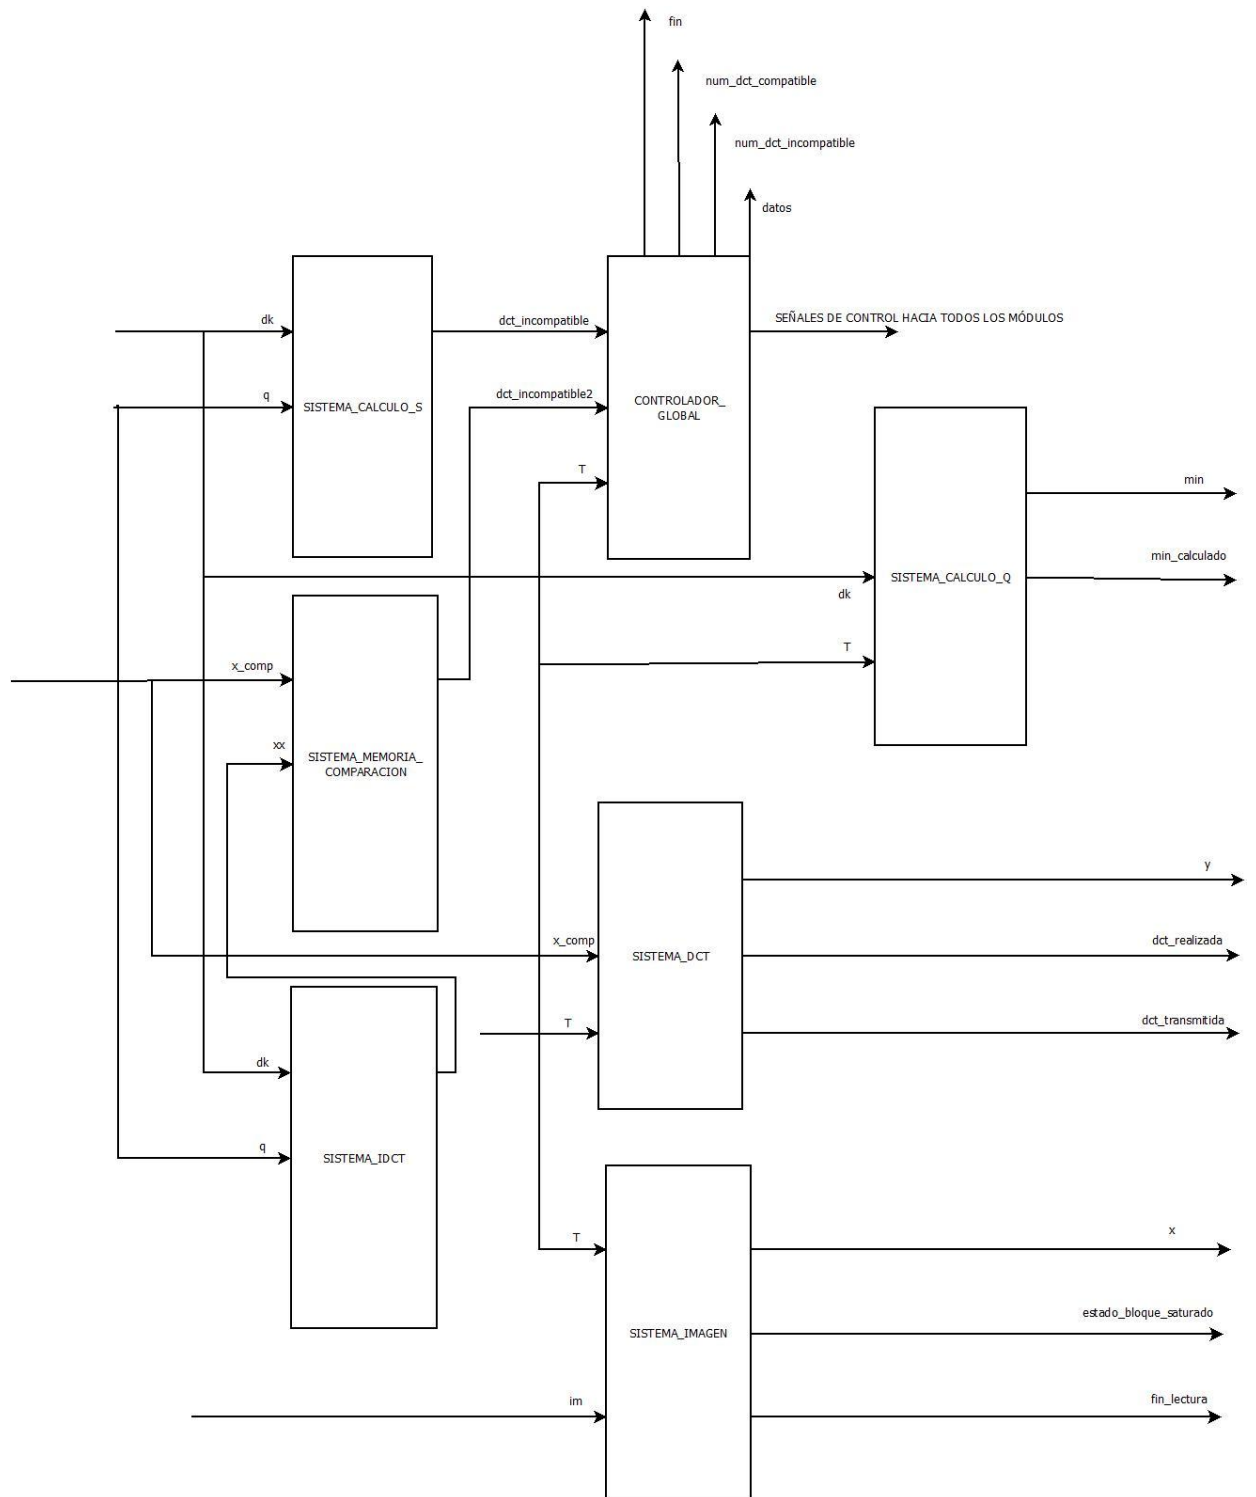 fin
num_dct_compatible
num_dct_incompatible
datos
dk
dct_incompatible
SEÑALES DE CONTROL HACIA TODOS LOS MÓDULOS
q
SISTEMA_CALCULO_S
dct_incompatible2
CONTROLADOR_
GLOBAL
T
min
min_calculado
SISTEMA_CALCULO_Q
dk
T
x_comp
xx
SISTEMA_MEMORIA_
COMPARACION
y
x_comp
SISTEMA_DCT
dct_realizada
T
dct_transmitida
dk
q
SISTEMA_IDCT
T
x
estado_bloque_saturado
SISTEMA_IMAGEN
im
fin_lectura